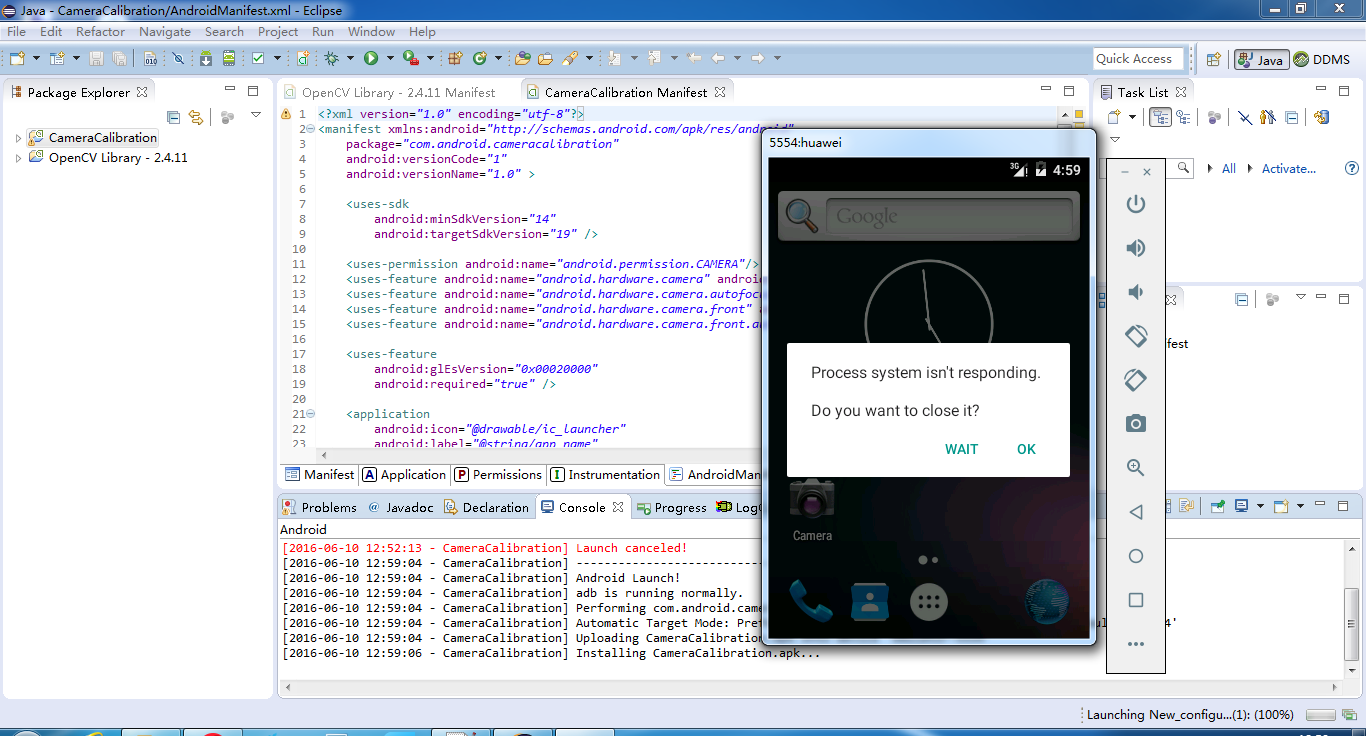 Java - CameraCalibration/AndroidManifest.xml - Eclipse
File Edit Refactor Navigate Search Project Run Window Help
Quick Access
Java
DDMS
Package Explorer
CameraCalibration
OpenCV Library - 2.4.11
OpenCV Library - 2.4.11 Manifest
CameraCalibration Manifest
1 <?xml version="1.0" encoding="utf-8"?>
2 <manifest xmlns:android="http://schemas.android.com/apk/res/android"
3 package="com.android.cameracalibration"
4 android:versionCode="1"
5 android:versionName="1.0" >
6
7 <uses-sdk
8 android:minSdkVersion="14"
9 android:targetSdkVersion="19" />
10
11 <uses-permission android:name="android.permission.CAMERA"/>
12 <uses-feature android:name="android.hardware.camera"
13 <uses-feature android:name="android.hardware.camera.autofoc
14 <uses-feature android:name="android.hardware.camera.front"
15 <uses-feature android:name="android.hardware.camera.front.a
16
17 <uses-feature
18 android:glEsVersion="0x00020000"
19 android:required="true" />
20
21 <application
22 android:icon="@drawable/ic_launcher"
23 android:label="@string/app_name"
Manifest
Application
Permissions
Instrumentation
AndroidMan
5554:huawei
3G 4:59
Google
Process system isn't responding.
Do you want to close it?
WAIT OK
Camera
Task List
All
Activate...
fest
Problems
Javadoc
Declaration
Console
Progress
Android
[2016-06-10 12:52:13 - CameraCalibration] Launch canceled!
[2016-06-10 12:59:04 - CameraCalibration] ---------------------------
[2016-06-10 12:59:04 - CameraCalibration] Android Launch!
[2016-06-10 12:59:04 - CameraCalibration] adb is running normally.
[2016-06-10 12:59:04 - CameraCalibration] Performing com.android.came
[2016-06-10 12:59:04 - CameraCalibration] Automatic Target Mode: Pre
[2016-06-10 12:59:04 - CameraCalibration] Uploading CameraCalibration
[2016-06-10 12:59:06 - CameraCalibration] Installing CameraCalibration.apk...
Launching New_configu...(1): (100%)